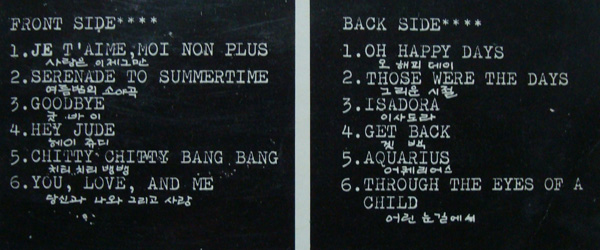 FRONT SIDE****
1.JE T'AIME,MOI NON PLUS
사랑은 이제그만
2.SERENADE TO SUMMERTIME
여름밤의 소야곡
3.GOODBYE
굿 바 이
4.HEY JUDE
헤이 쥬디
5.CHITTY CHITTY BANG BANG
치티 치티 뱅뱅
6.YOU, LOVE, AND ME
당신과 나와 그리고 사랑
BACK SIDE****
1.OH HAPPY DAYS
오 해피 데이
2.THOSE WERE THE DAYS
그리운 시절
3.ISADORA
이사도라
4.GET BACK
겟 백
5.AQUARIUS
어쿼리어스
6.THROUGH THE EYES OF A
CHILD
어린 눈길에서